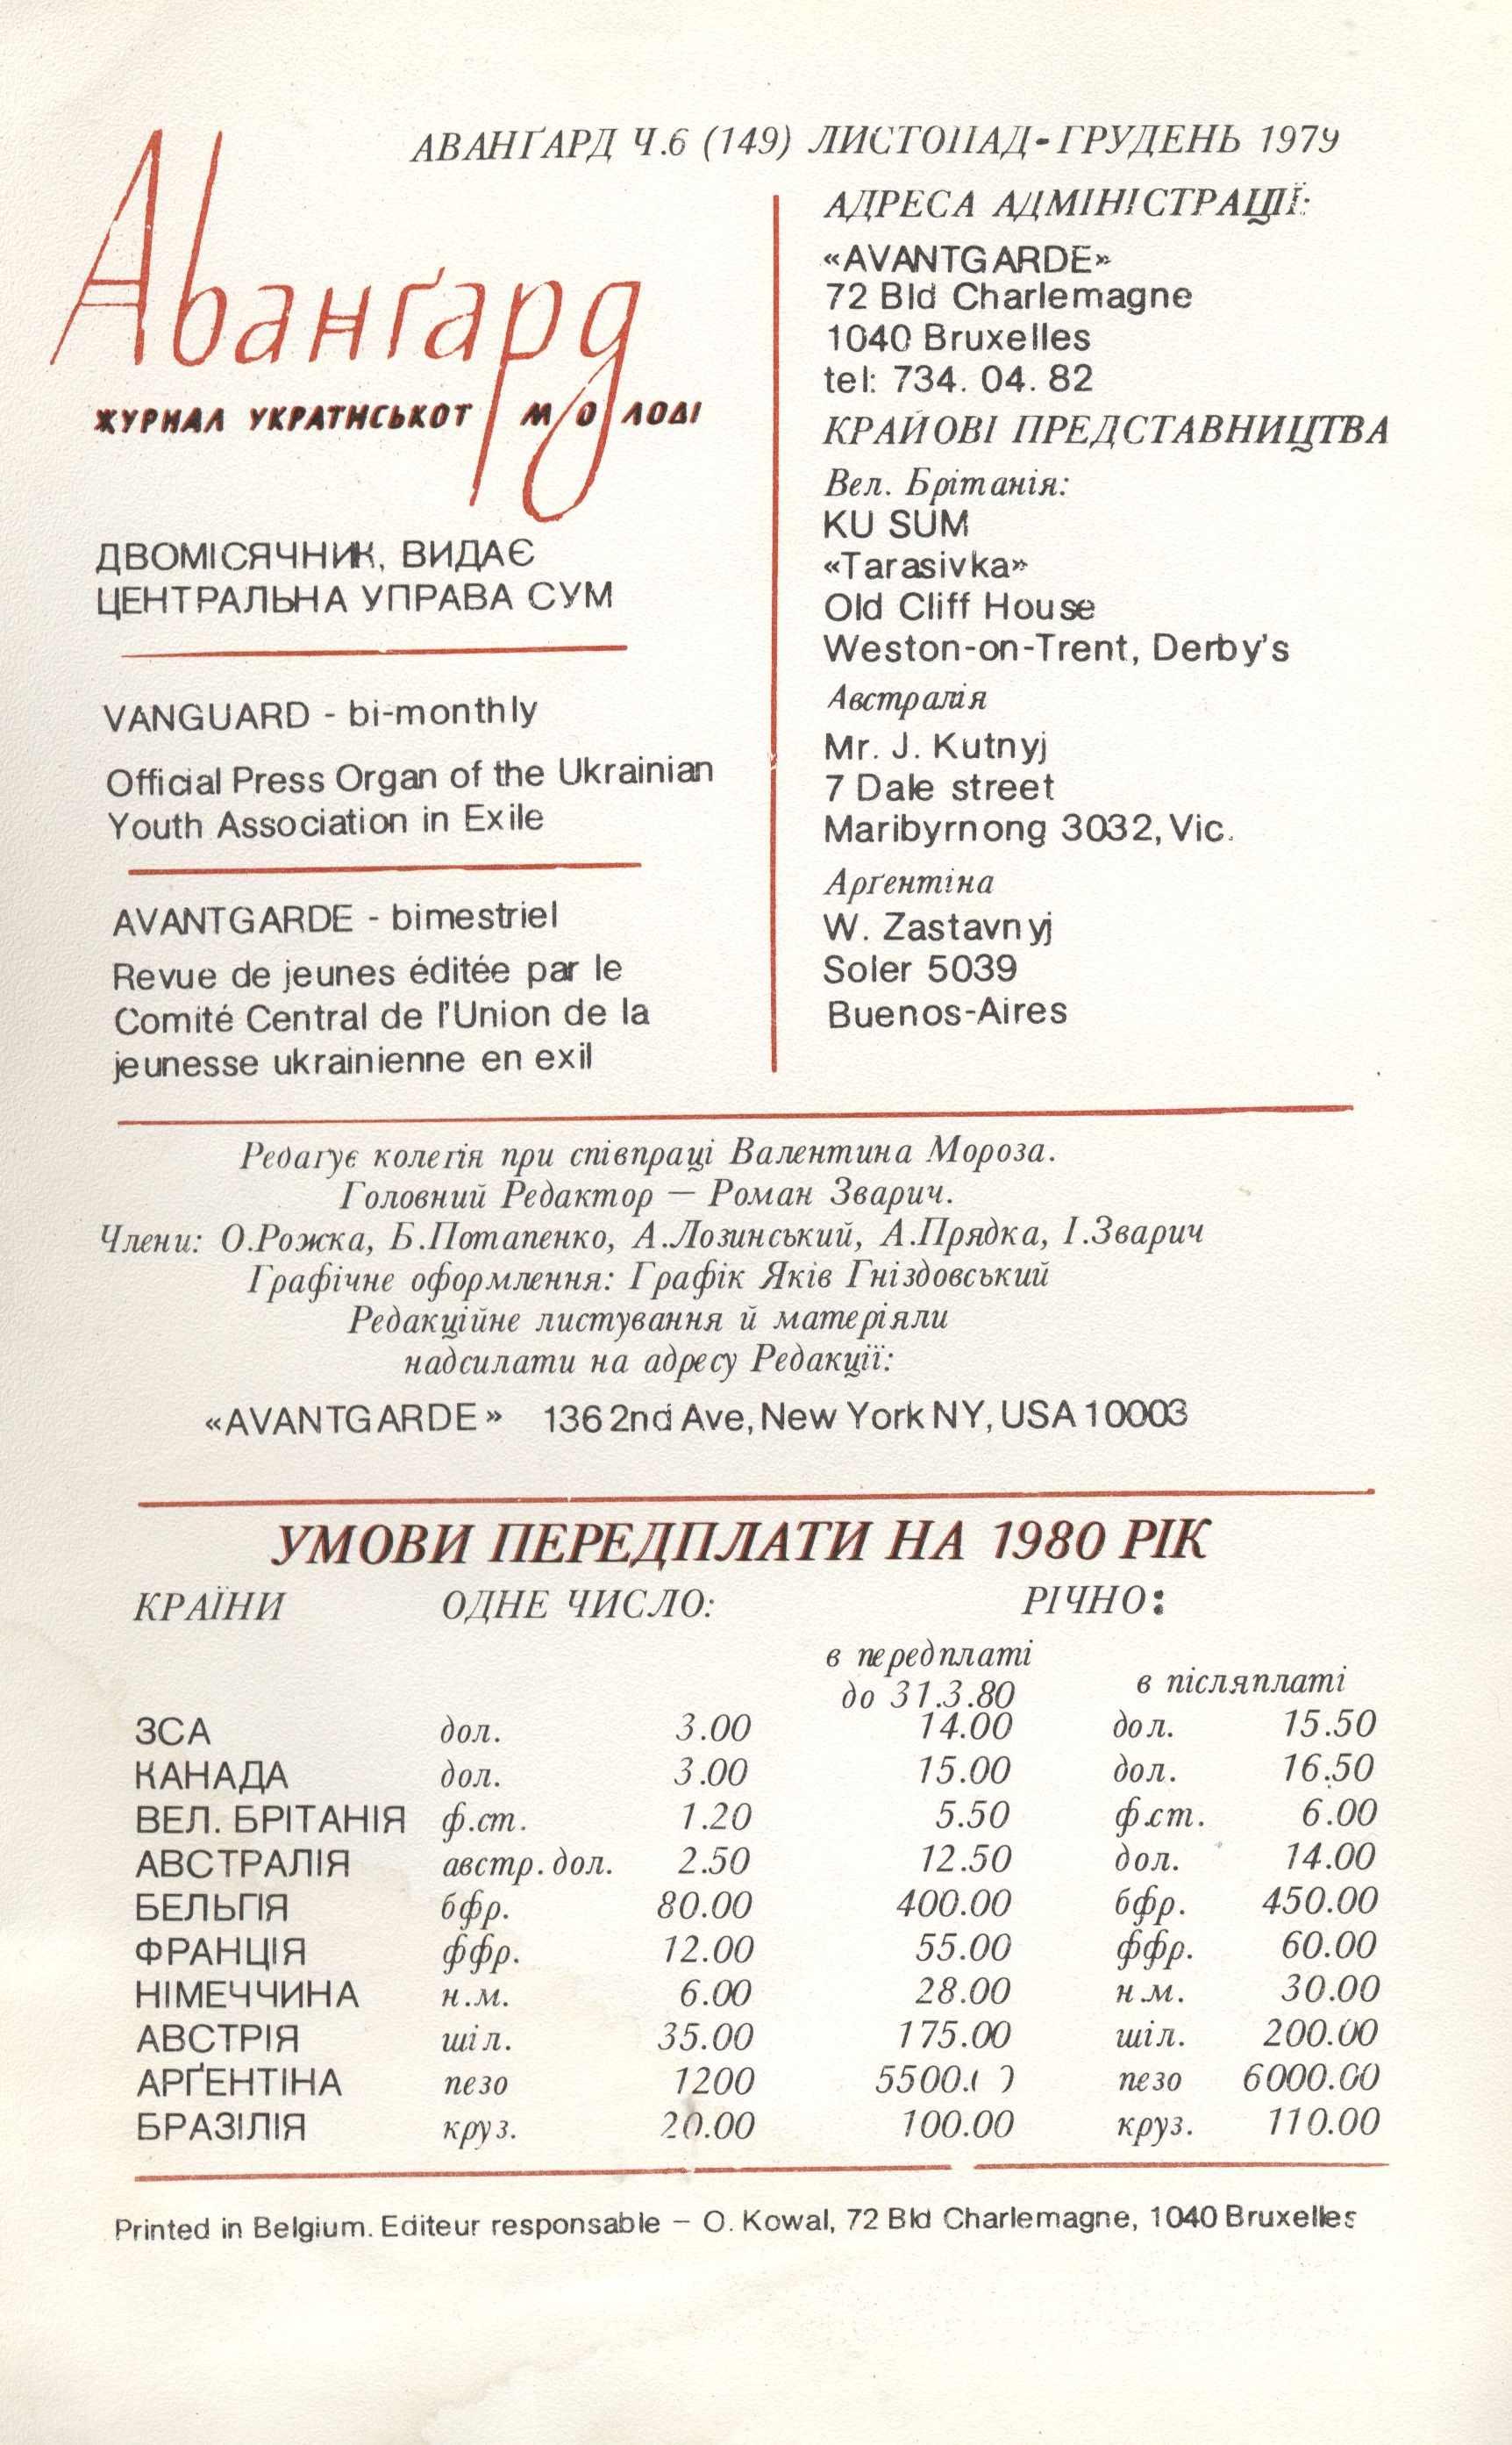 АВАНҐАРД Ч.6 (149) ЛИСТОПАД-ГРУДЕНЬ 1979
Аванґард
ЖУРНАЛ УКРАЇНСЬКОЇ МОЛОДІ
ДВОМІСЯЧНИК, ВИДАЄ
ЦЕНТРАЛЬНА УПРАВА СУМ
VANGUARD - bi-monthly
Official Press Organ of the Ukrainian
Youth Association in Exile
AVANTGARDE - bimestriel
Revue de jeunes éditée par le
Comité Central de l'Union de la
jeunesse ukrainienne en exil
АДРЕСА АДМІНІСТРАЦІЇ:
«AVANTGARDE»
72 Bld Charlemagne
1040 Bruxelles
tel: 734. 04. 82
КРАЙОВІ ПРЕДСТАВНИЦТВА
Вел. Брітанія:
KU SUM
«Tarasivka»
Old Cliff House
Weston-on-Trent, Derby's
Австралія
Mr. J. Kutnyj
7 Dale street
Maribyrnong 3032, Vic.
Арґентіна
W. Zastavnyj
Soler 5039
Buenos-Aires
Редаґує колеґія при співпраці Валентина Мороза.
Головний Редактор — Роман Зварич.
Члени: О.Рожка, Б.Потапенко, А.Лозинський, А.Прядка, І.Зварич
Графічне оформлення: Графік Яків Гніздовський
Редакційне листування й матеріяли
надсилати на адресу Редакції:
«AVANTGARDE» 136 2nd Ave, New York NY, USA 10003
УМОВИ ПЕРЕДПЛАТИ НА 1980 РІК
КРАЇНИ ОДНЕ ЧИСЛО: РІЧНО:
в передплаті
до 31.3.80 в післяплаті
ЗСА дол. 3.00 14.00 дол. 15.50
КАНАДА дол. 3.00 15.00 дол. 16.50
ВЕЛ. БРІТАНІЯ ф.ст. 1.20 5.50 ф.ст. 6.00
АВСТРАЛІЯ австр.дол. 2.50 12.50 дол. 14.00
БЕЛЬГІЯ бфр. 80.00 400.00 бфр. 450.00
ФРАНЦІЯ ффр. 12.00 55.00 ффр. 60.00
НІМЕЧЧИНА н.м. 6.00 28.00 н.м. 30.00
АВСТРІЯ шіл. 35.00 175.00 шіл. 200.00
АРҐЕНТІНА пезо 1200 5500.00 пезо 6000.00
БРАЗІЛІЯ круз. 20.00 100.00 круз. 110.00
Printed in Belgium. Editeur responsable — O. Kowal, 72 Bld Charlemagne, 1040 Bruxelles